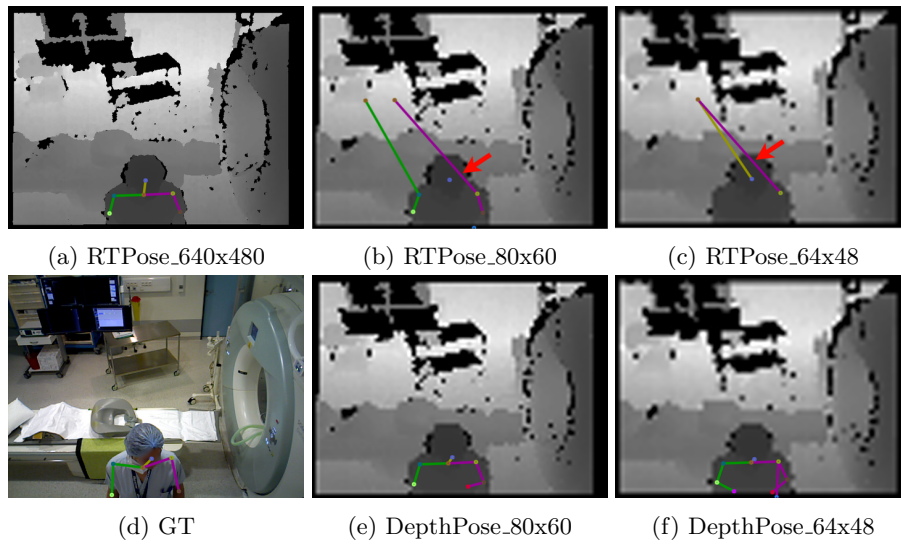 (a) RTPose_640x480
(b) RTPose_80x60
(c) RTPose_64x48
(d) GT
(e) DepthPose_80x60
(f) DepthPose_64x48